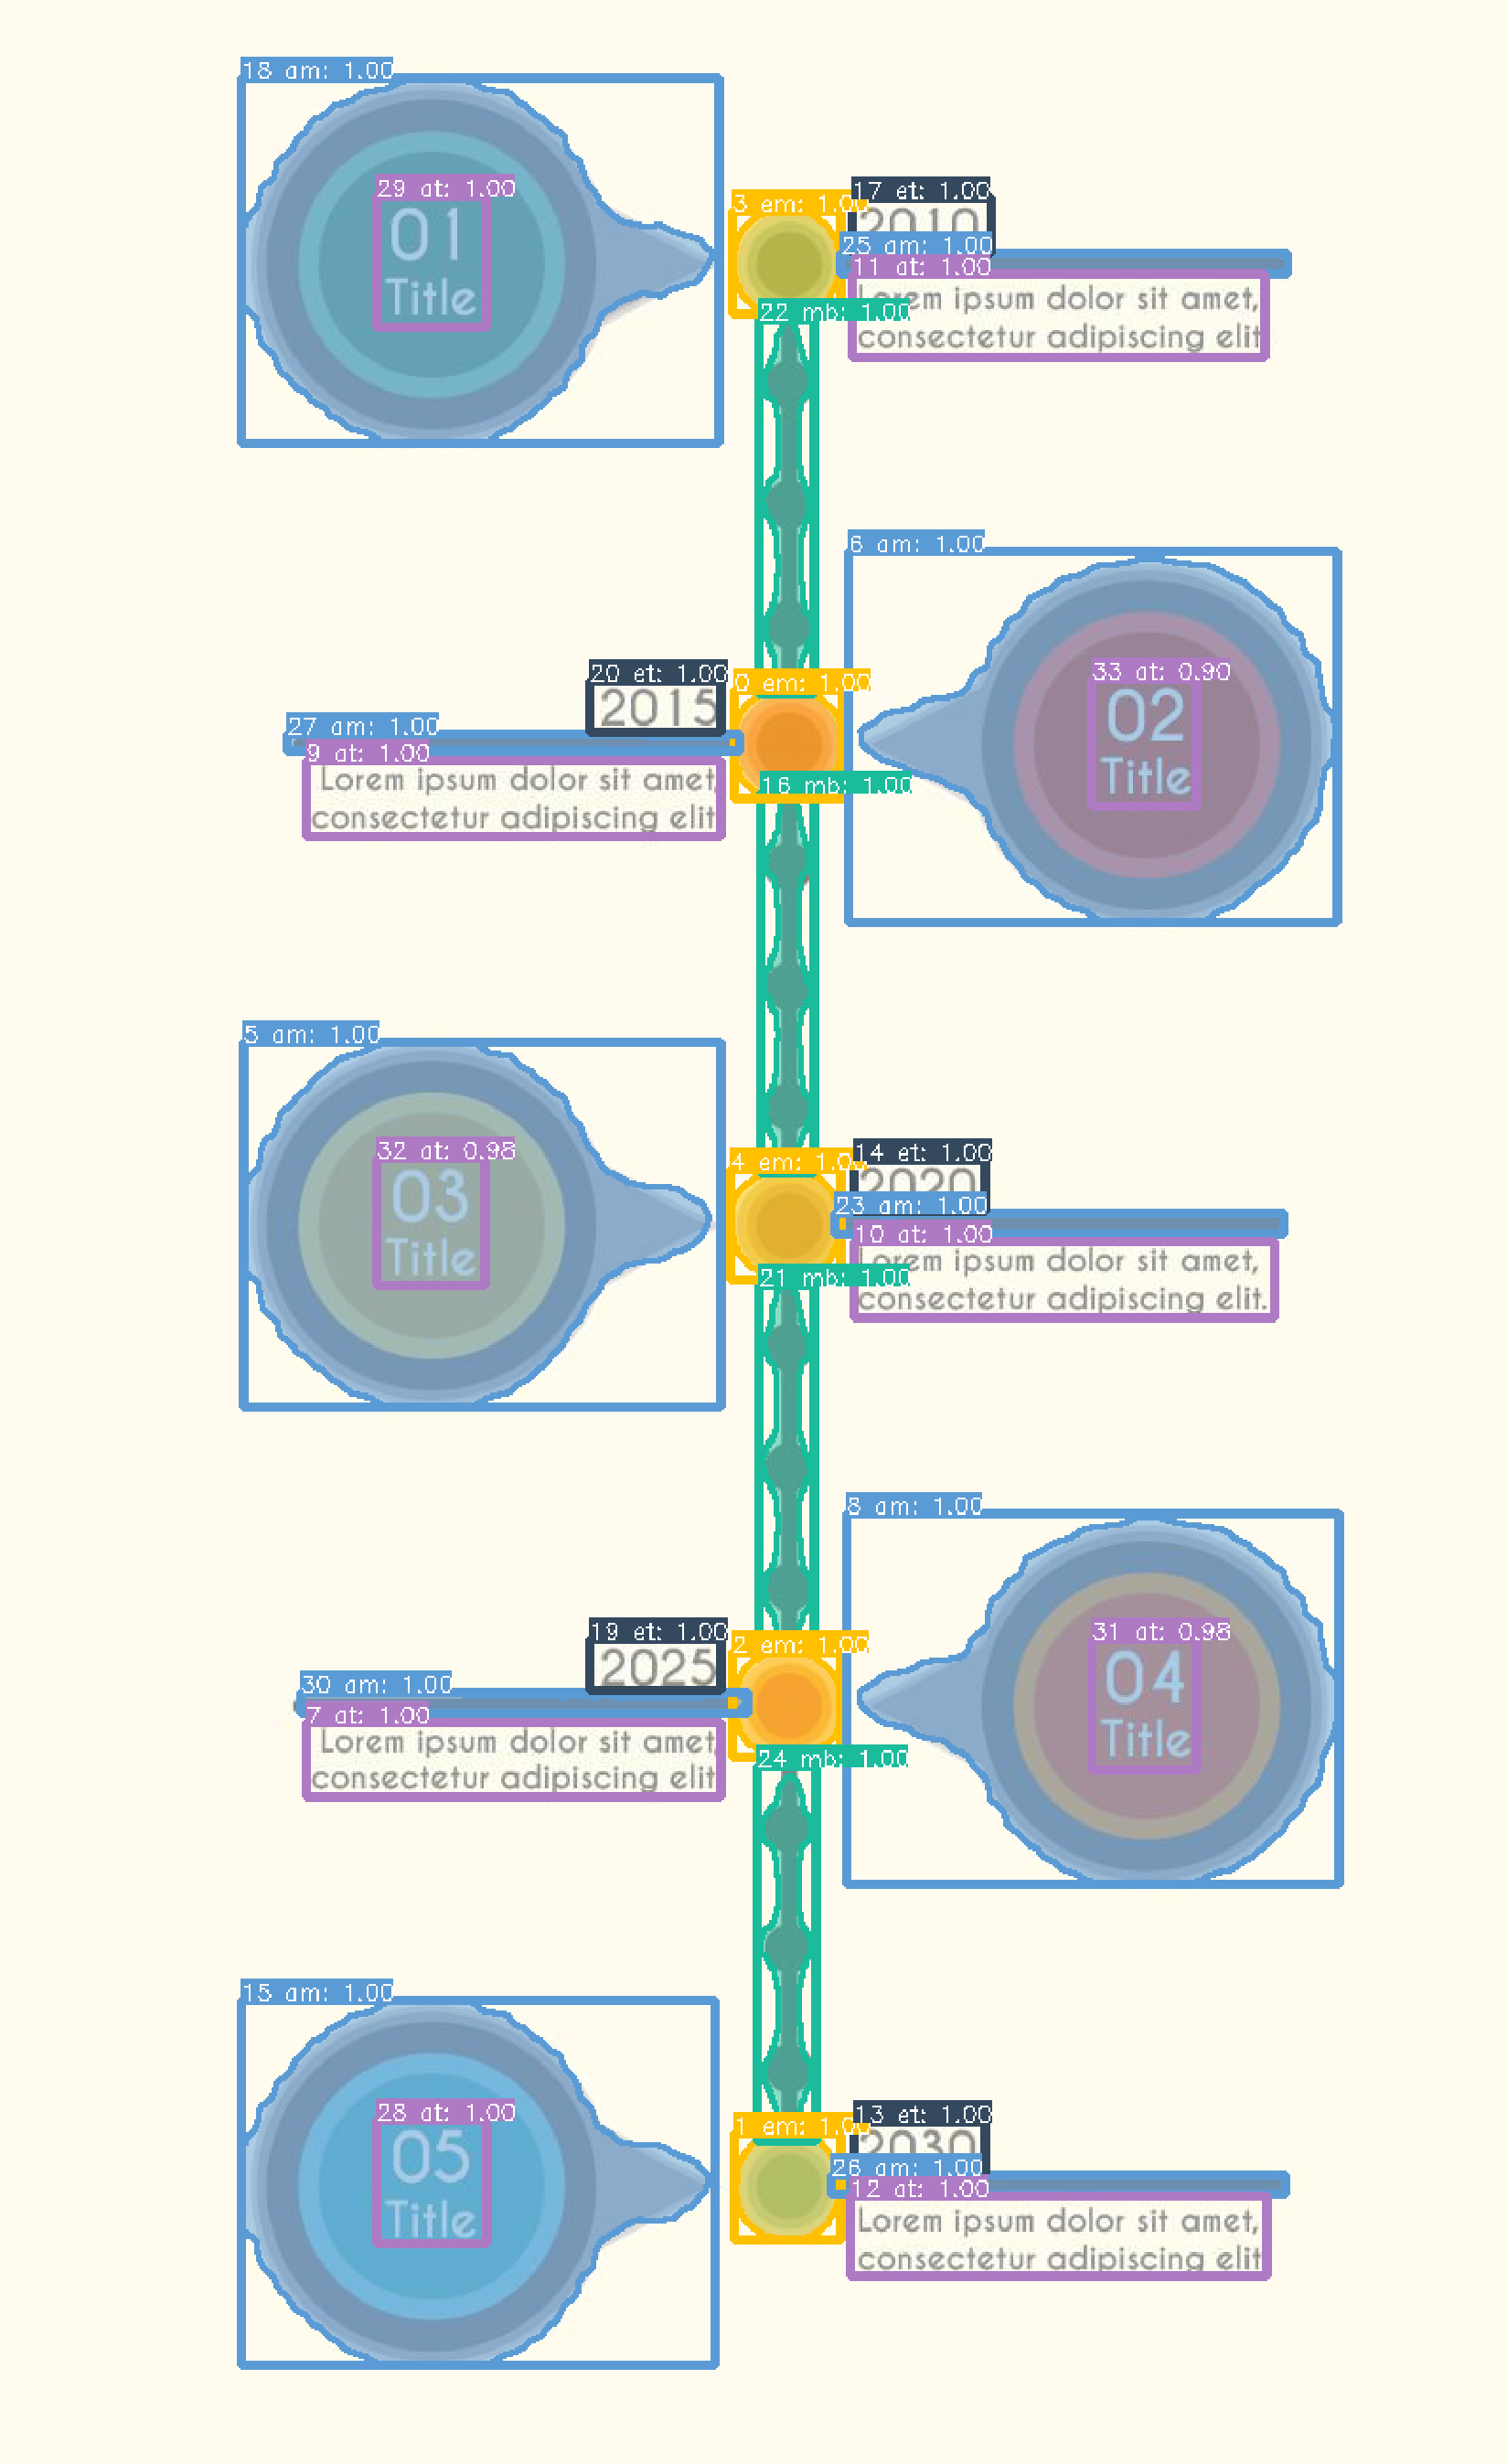 18 am: 1.00
29 at: 1.00
01
Title
3 em: 1.00
17 et: 1.00
2010
25 am: 1.00
11 at: 1.00
Lorem ipsum dolor sit amet,
consectetur adipiscing elit
22 mb: 1.00
6 am: 1.00
33 at: 0.90
02
Title
20 et: 1.00
2015
0 em: 1.00
27 am: 1.00
9 at: 1.00
Lorem ipsum dolor sit amet
consectetur adipiscing elit
16 mb: 1.00
5 am: 1.00
32 at: 0.98
03
Title
4 em: 1.00
14 et: 1.00
2020
23 am: 1.00
10 at: 1.00
Lorem ipsum dolor sit amet,
consectetur adipiscing elit.
21 mb: 1.00
8 am: 1.00
31 at: 0.98
04
Title
19 et: 1.00
2025
2 em: 1.00
30 am: 1.00
7 at: 1.00
Lorem ipsum dolor sit amet
consectetur adipiscing elit
24 mb: 1.00
15 am: 1.00
28 at: 1.00
05
Title
1 em: 1.00
13 et: 1.00
2030
26 am: 1.00
12 at: 1.00
Lorem ipsum dolor sit amet,
consectetur adipiscing elit